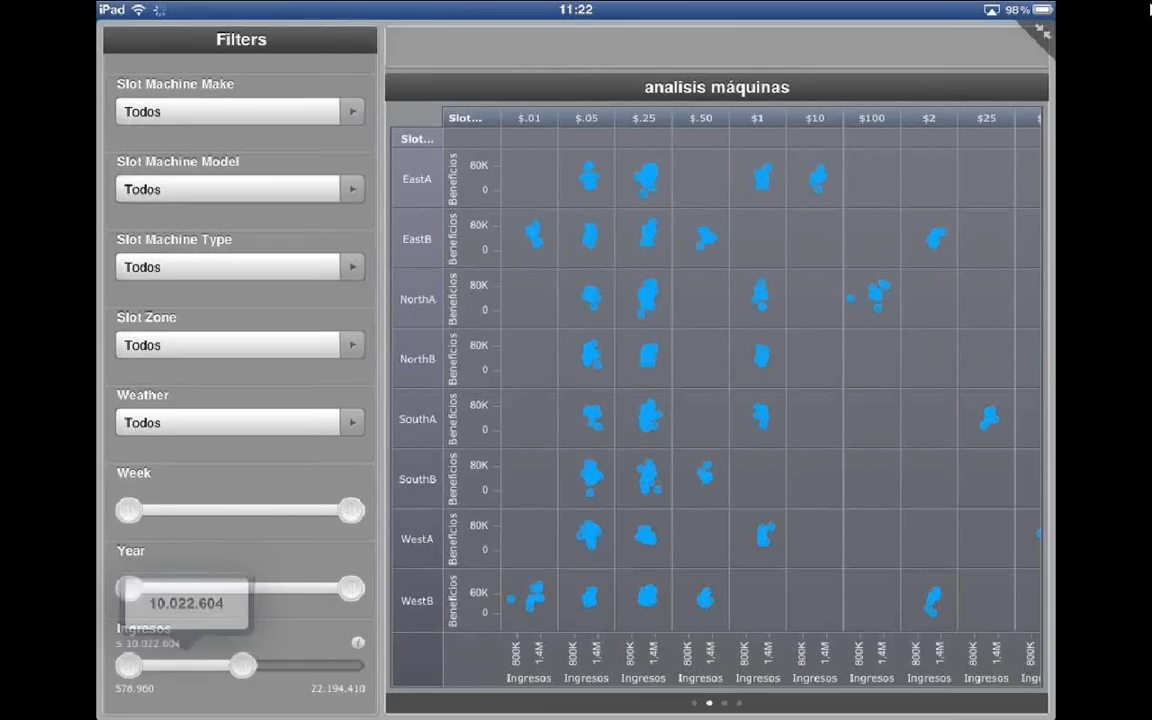 iPad
11:22
98%
Filters
Slot Machine Make
Todos
Slot Machine Model
Todos
Slot Machine Type
Todos
Slot Zone
Todos
Weather
Todos
Week
Year
10.022.604
Ingresos
≤ 10.022.604
578.960
22.194.410
analisis máquinas
Slot... $.01 $.05 $.25 $.50 $1 $10 $100 $2 $25
Slot...
EastA Beneficios 80K 0
EastB Beneficios 80K 0
NorthA Beneficios 80K 0
NorthB Beneficios 80K 0
SouthA Beneficios 80K 0
SouthB Beneficios 80K 0
WestA Beneficios 80K 0
WestB Beneficios 60K 0
800K 1,4M 800K 1,4M 800K 1,4M 800K 1,4M 800K 1,4M 800K 1,4M 800K 1,4M 800K 1,4M 800K 1,4M 800K
Ingresos Ingresos Ingresos Ingresos Ingresos Ingresos Ingresos Ingresos Ingresos